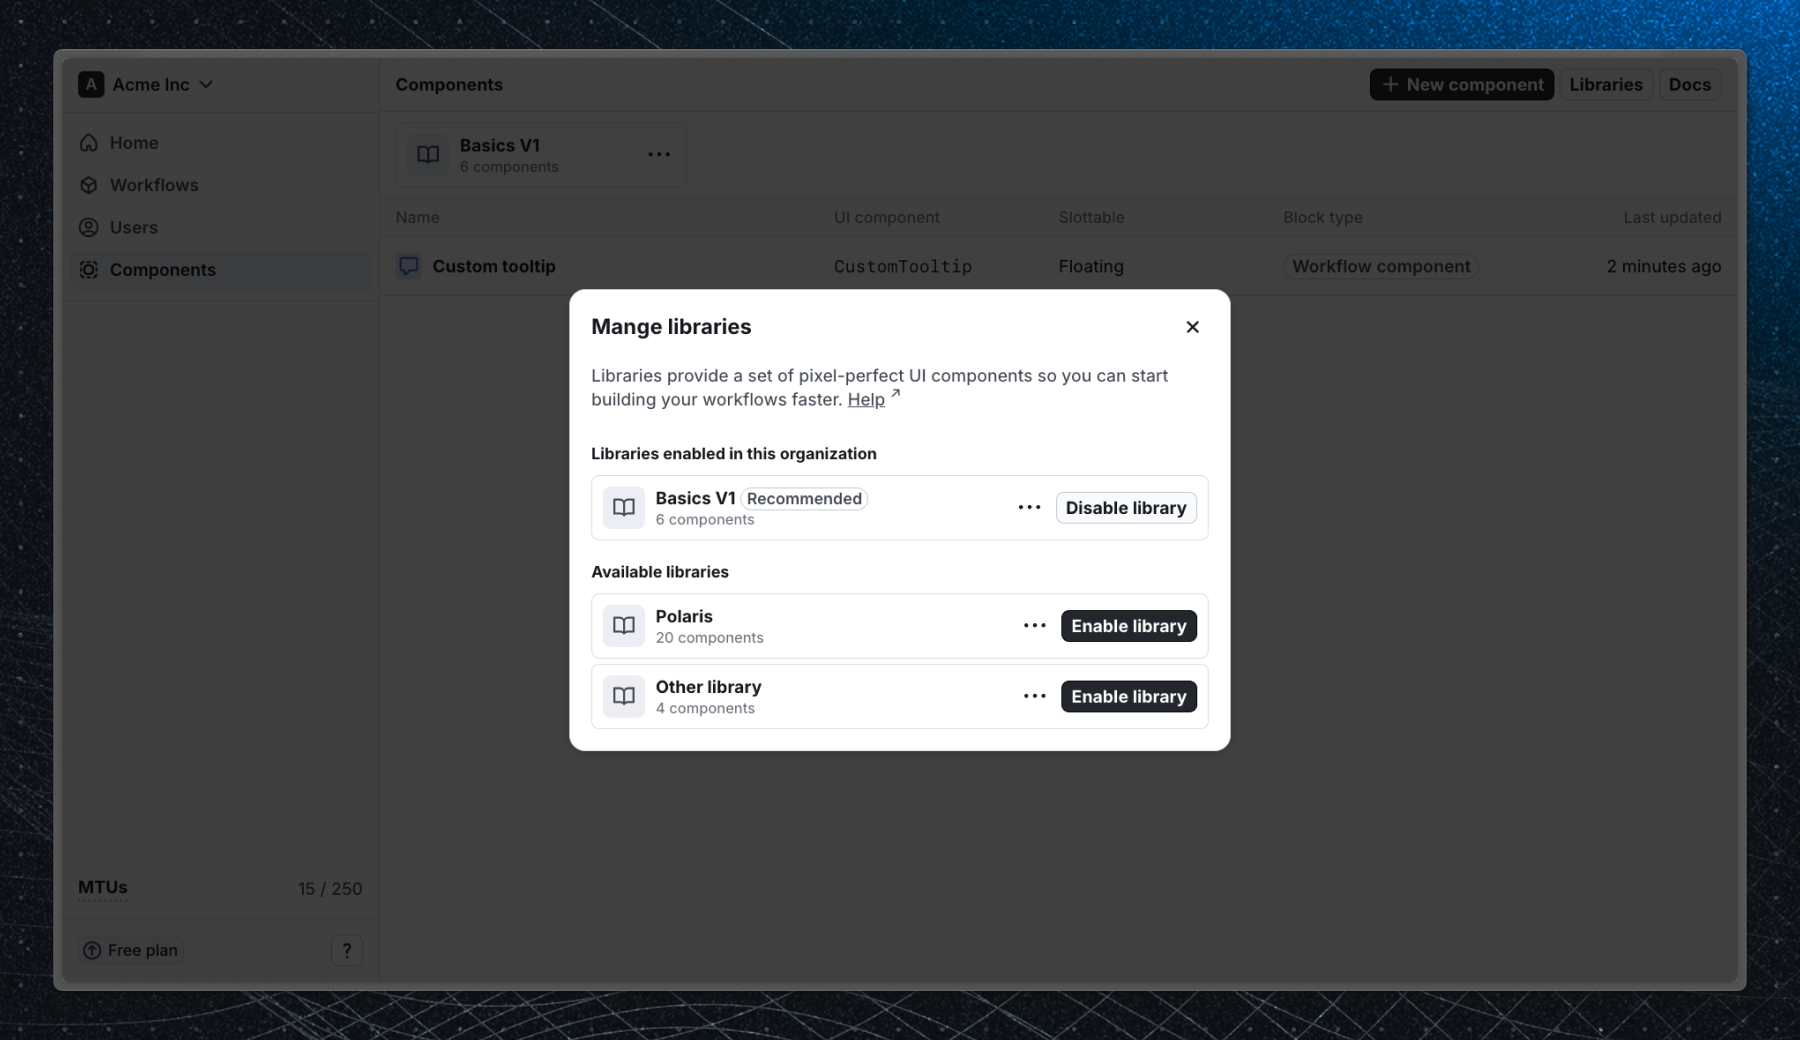 A Acme Inc
Home
Workflows
Users
Components
MTUs 15 / 250
Free plan ?
Components
New component Libraries Docs
Basics V1
6 components
Name UI component Slottable Block type Last updated
Custom tooltip CustomTooltip Floating Workflow component 2 minutes ago
Mange libraries
Libraries provide a set of pixel-perfect UI components so you can start
building your workflows faster. Help
Libraries enabled in this organization
Basics V1 Recommended
6 components
Disable library
Available libraries
Polaris
20 components
Enable library
Other library
4 components
Enable library